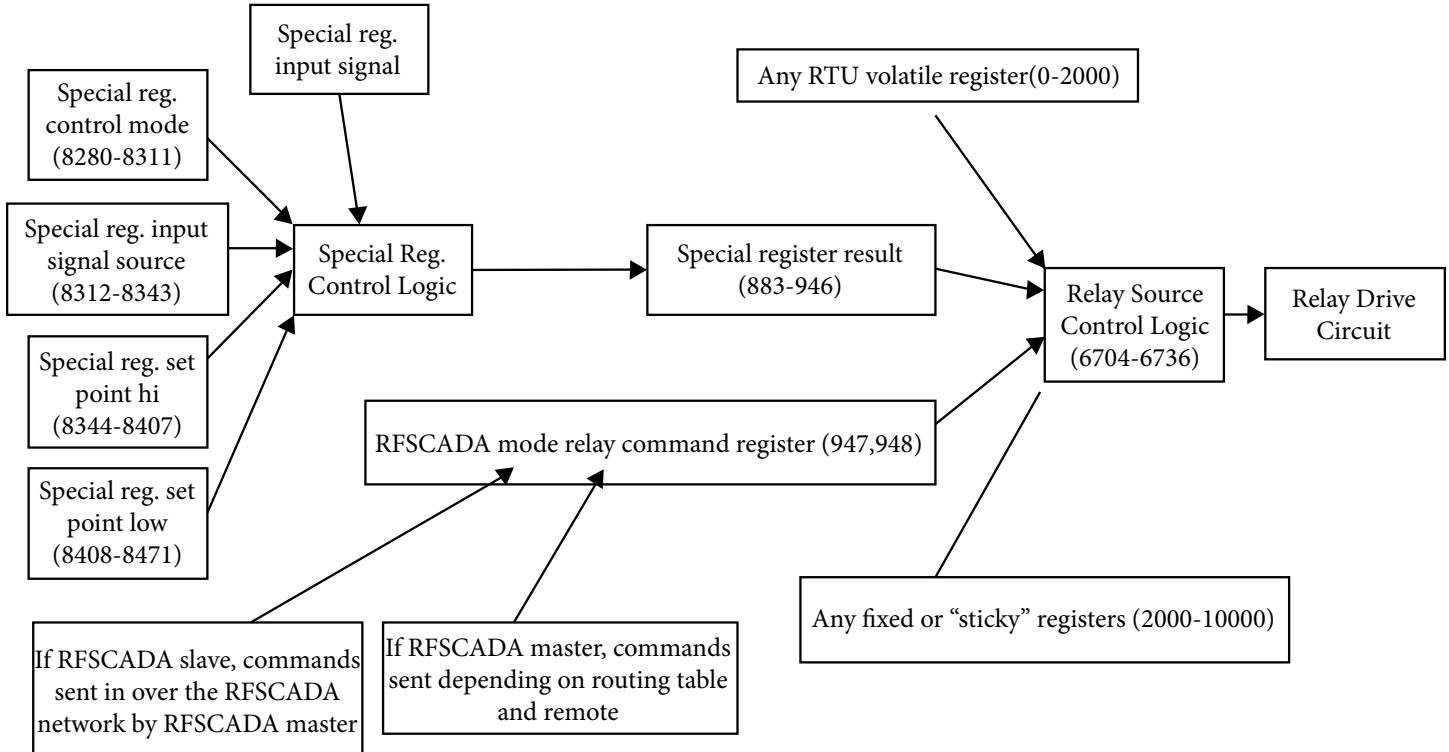 Special reg.
input signal
Special reg.
control mode
(8280-8311)
Any RTU volatile register(0-2000)
Special reg. input
signal source
(8312-8343)
Special Reg.
Control Logic
Special register result
(883-946)
Relay Source
Control Logic
(6704-6736)
Relay Drive
Circuit
Special reg. set
point hi
(8344-8407)
RFSCADA mode relay command register (947,948)
Special reg. set
point low
(8408-8471)
Any fixed or “sticky” registers (2000-10000)
If RFSCADA slave, commands
sent in over the RFSCADA
network by RFSCADA master
If RFSCADA master, commands
sent depending on routing table
and remote